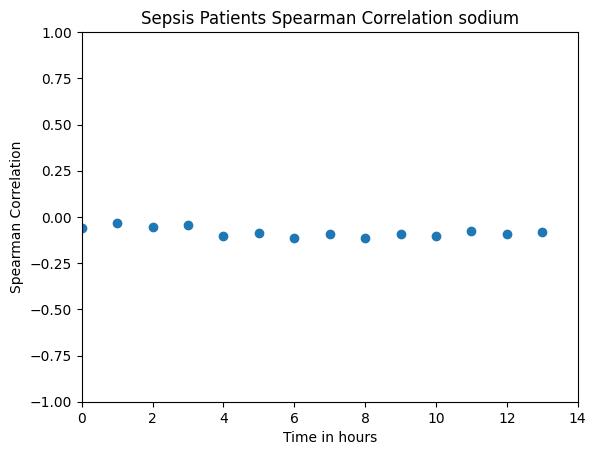 Sepsis Patients Spearman Correlation sodium
1.00
0.75
0.50
0.25
0.00
−0.25
−0.50
−0.75
−1.00
Spearman Correlation
0 2 4 6 8 10 12 14
Time in hours